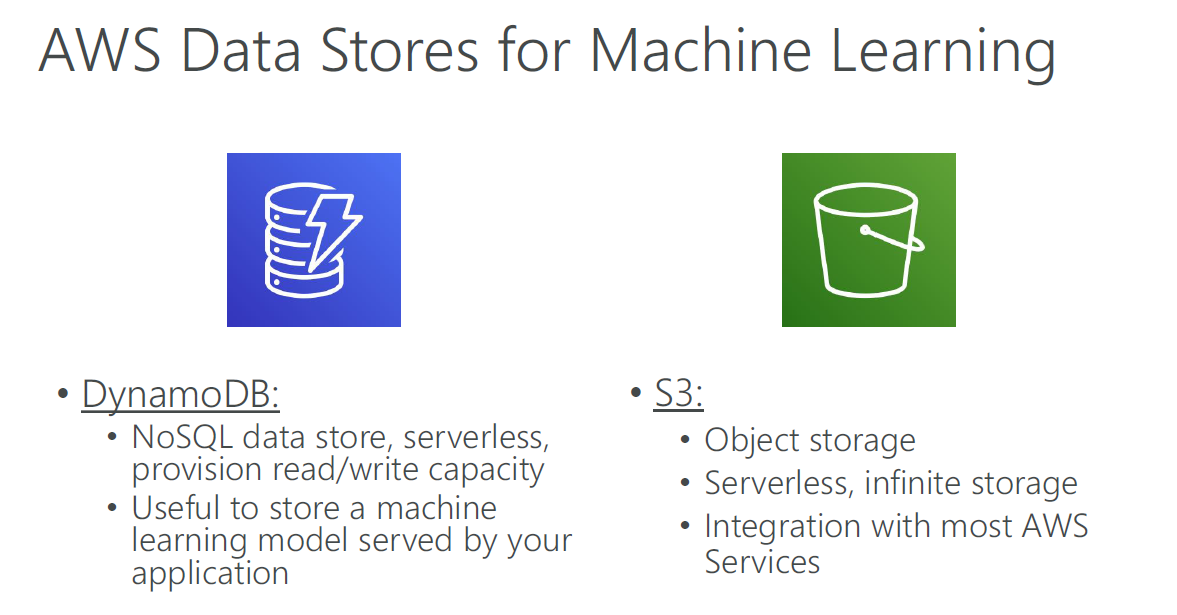 AWS Data Stores for Machine Learning
• DynamoDB:
• NoSQL data store, serverless,
provision read/write capacity
• Useful to store a machine
learning model served by your
application
• S3:
• Object storage
• Serverless, infinite storage
• Integration with most AWS
Services